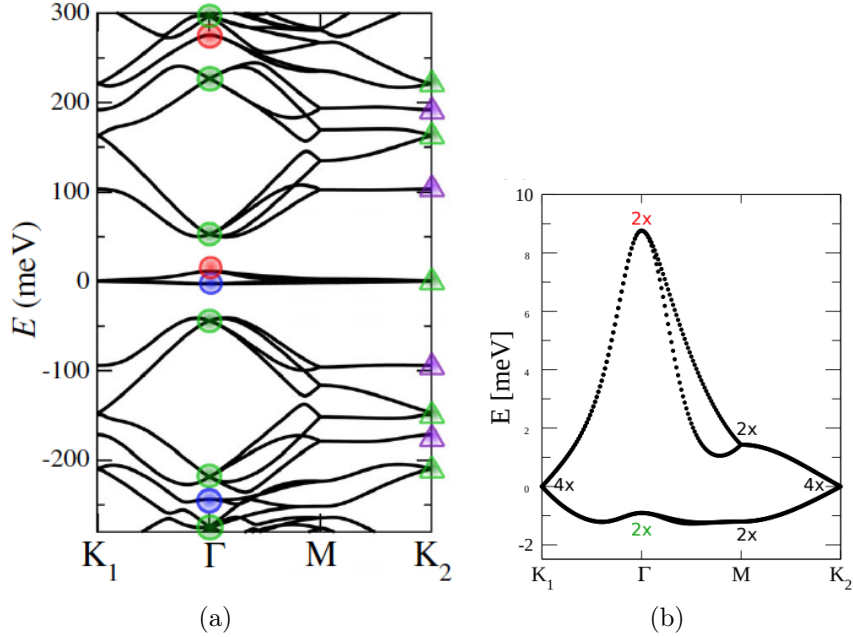 300
200
100
0
-100
-200
E (meV)
K1 Γ M K2
(a)
10
8
6
4
2
0
-2
E [meV]
2x
2x
4x
4x
2x
2x
K1 Γ M K2
(b)